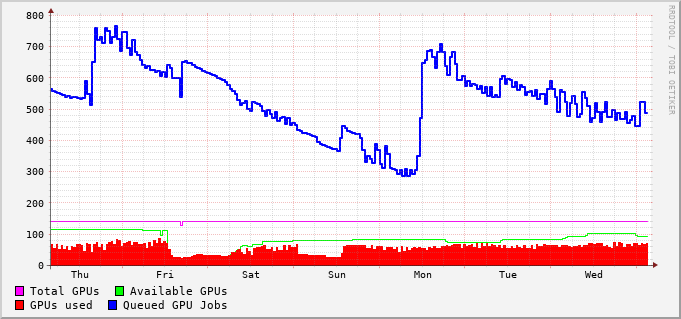 800
700
600
500
400
300
200
100
0
Thu Fri Sat Sun Mon Tue Wed
Total GPUs Available GPUs
GPUs used Queued GPU Jobs
RRDTOOL / TOBI OETIKER